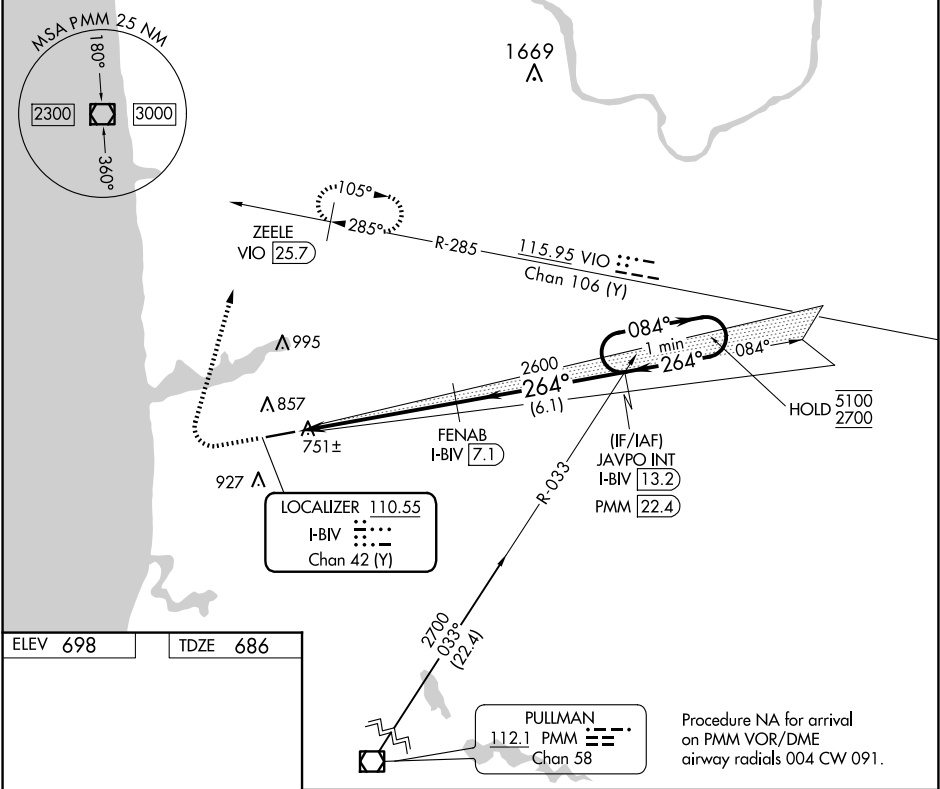 MSA PMM 25 NM
180°
2300
3000
360°
1669
105°
285°
ZEELE
VIO 25.7
R-285
115.95 VIO
Chan 106 (Y)
995
857
751±
927
2600
264°
(6.1)
084°
1 min
264°
084°
HOLD 5100
2700
FENAB
I-BIV 7.1
(IF/IAF)
JAVPO INT
I-BIV 13.2
PMM 22.4
R-033
LOCALIZER 110.55
I-BIV
Chan 42 (Y)
2700
033°
(22.4)
ELEV 698
TDZE 686
PULLMAN
112.1 PMM
Chan 58
Procedure NA for arrival
on PMM VOR/DME
airway radials 004 CW 091.